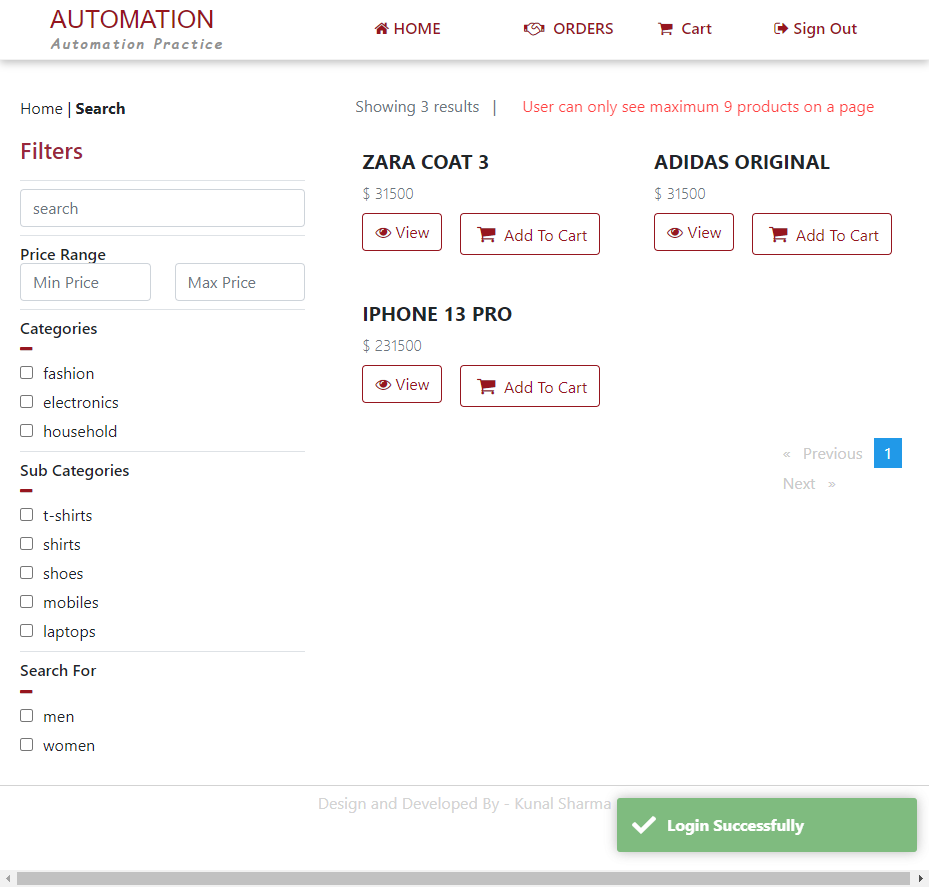 AUTOMATION
Automation Practice
HOME
ORDERS
Cart
Sign Out
Home | Search
Showing 3 results | User can only see maximum 9 products on a page
Filters
search
Price Range
Min Price
Max Price
Categories
fashion
electronics
household
Sub Categories
t-shirts
shirts
shoes
mobiles
laptops
Search For
men
women
ZARA COAT 3
$ 31500
View
Add To Cart
ADIDAS ORIGINAL
$ 31500
View
Add To Cart
IPHONE 13 PRO
$ 231500
View
Add To Cart
« Previous 1
Next »
Design and Developed By - Kunal Sharma
Login Successfully